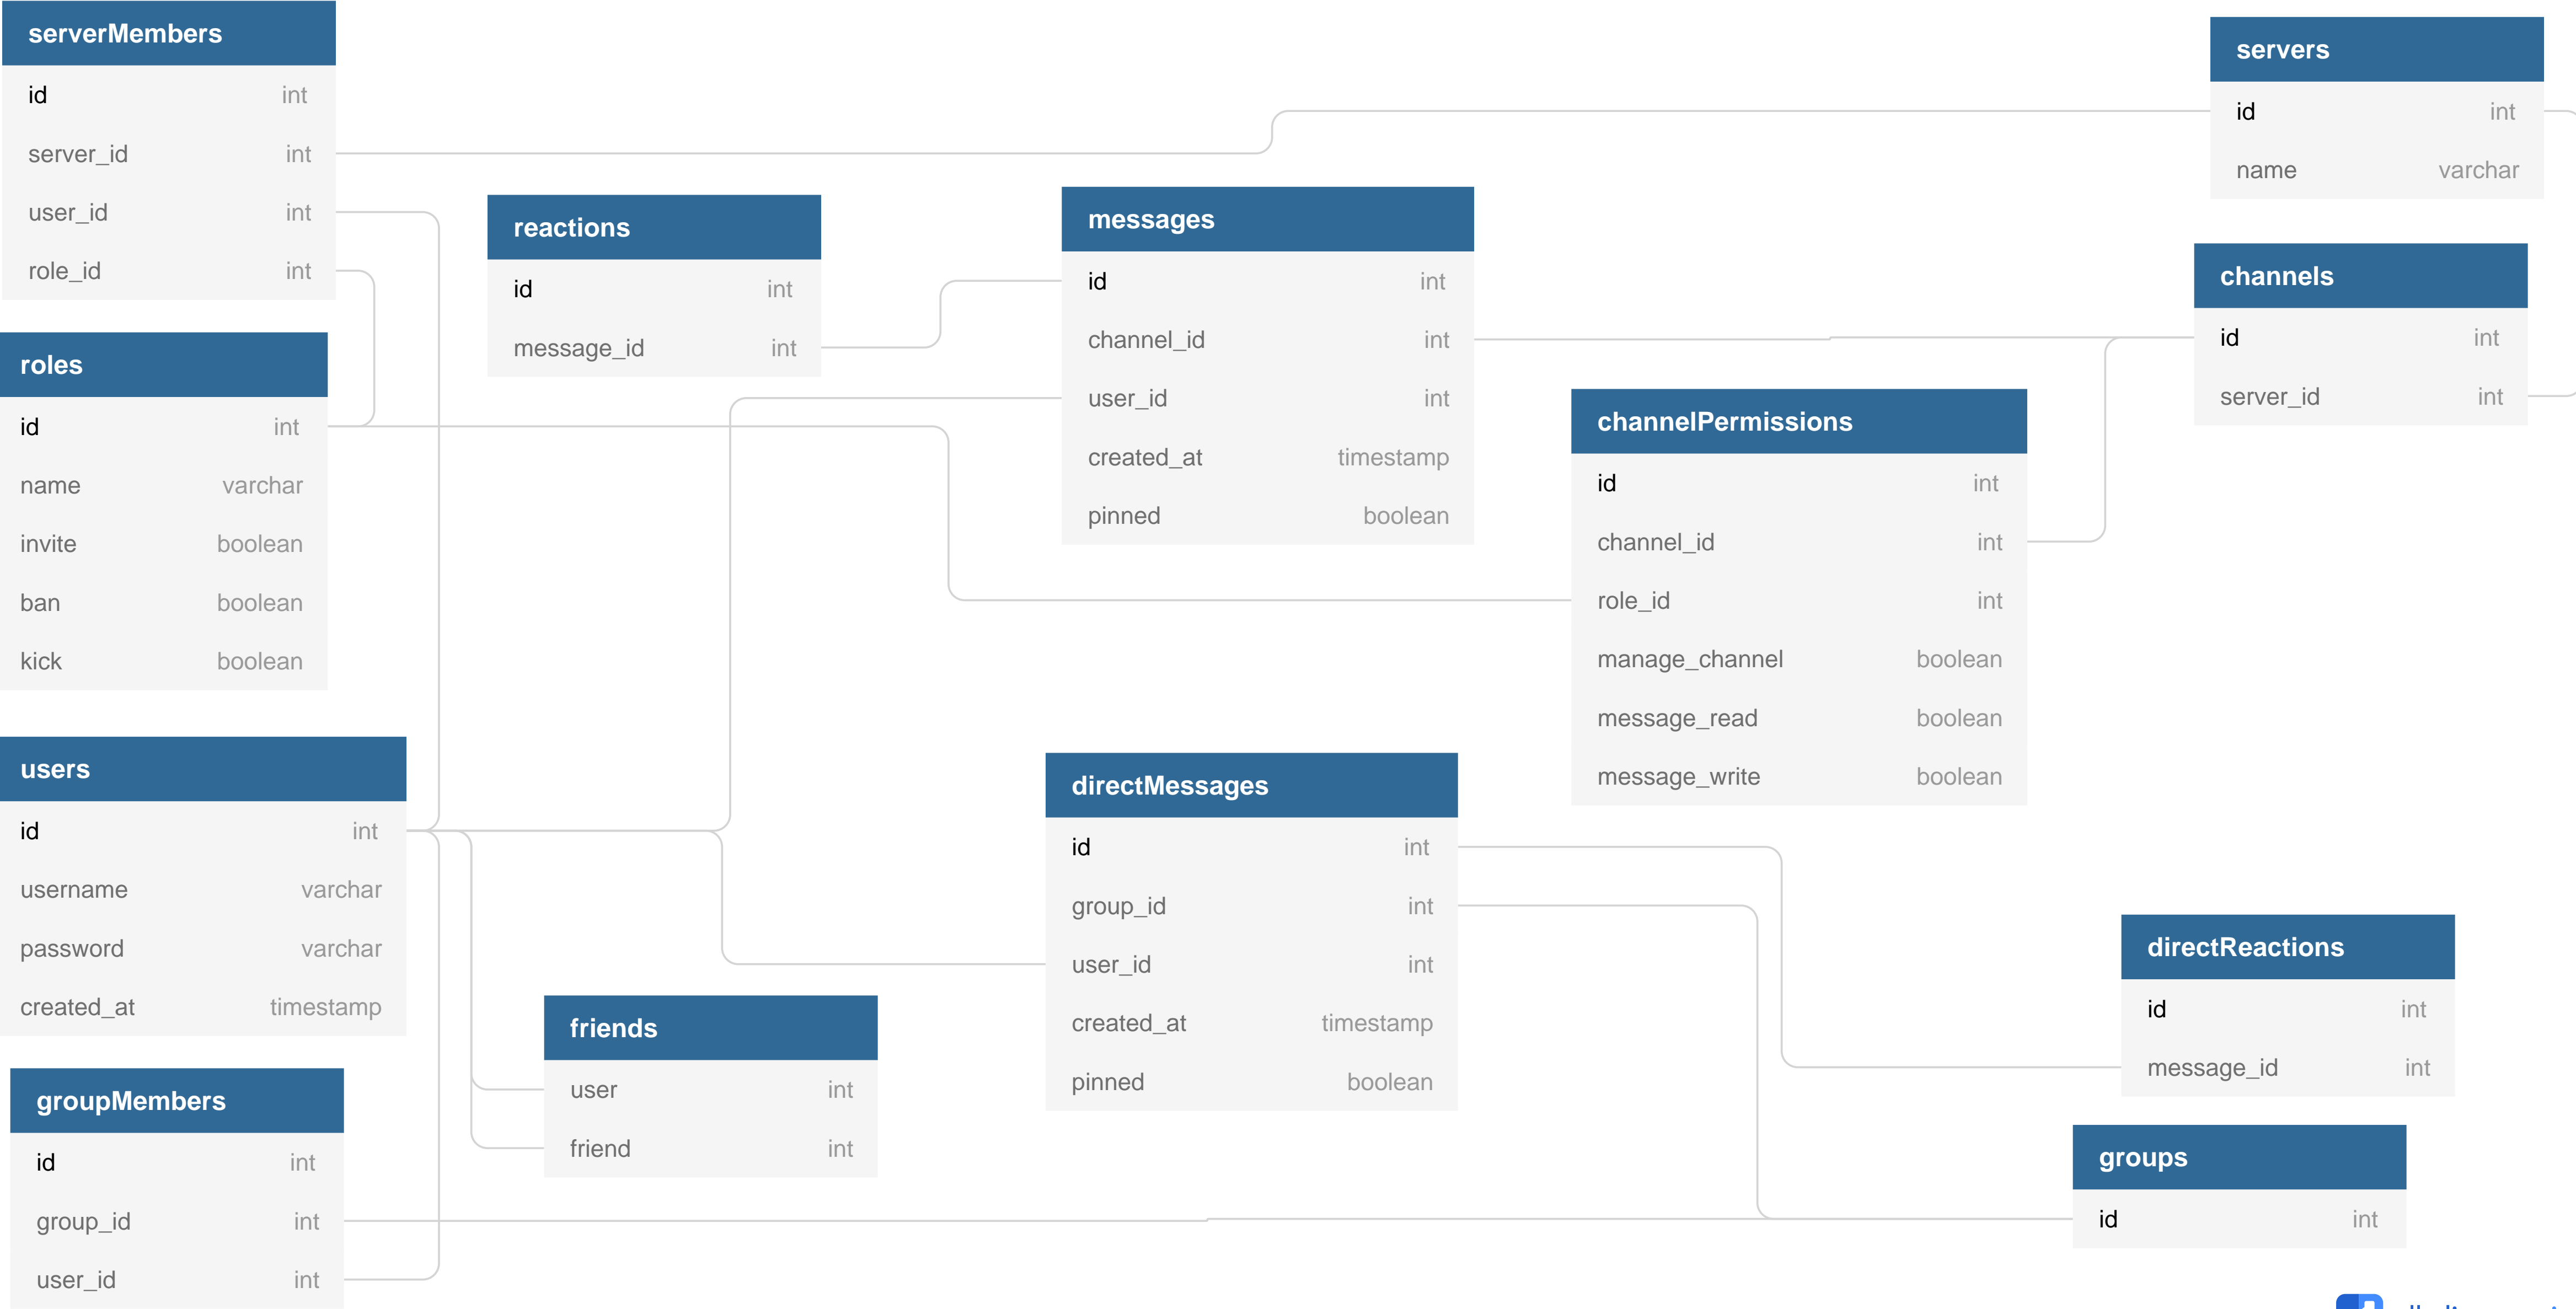 serverMembers
id int
server_id int
user_id int
role_id int
roles
id int
name varchar
invite boolean
ban boolean
kick boolean
users
id int
username varchar
password varchar
created_at timestamp
groupMembers
id int
group_id int
user_id int
reactions
id int
message_id int
friends
user int
friend int
messages
id int
channel_id int
user_id int
created_at timestamp
pinned boolean
directMessages
id int
group_id int
user_id int
created_at timestamp
pinned boolean
channelPermissions
id int
channel_id int
role_id int
manage_channel boolean
message_read boolean
message_write boolean
servers
id int
name varchar
channels
id int
server_id int
directReactions
id int
message_id int
groups
id int